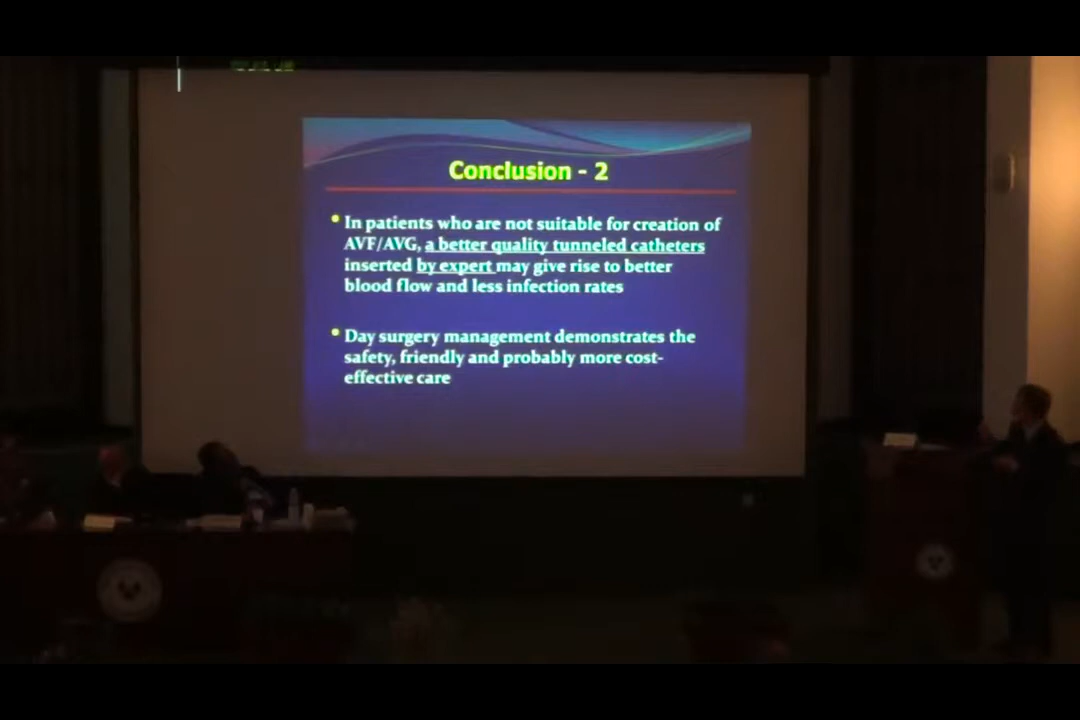 Conclusion - 2
• In patients who are not suitable for creation of
AVF/AVG, a better quality tunneled catheters
inserted by expert may give rise to better
blood flow and less infection rates
• Day surgery management demonstrates the
safety, friendly and probably more cost-
effective care